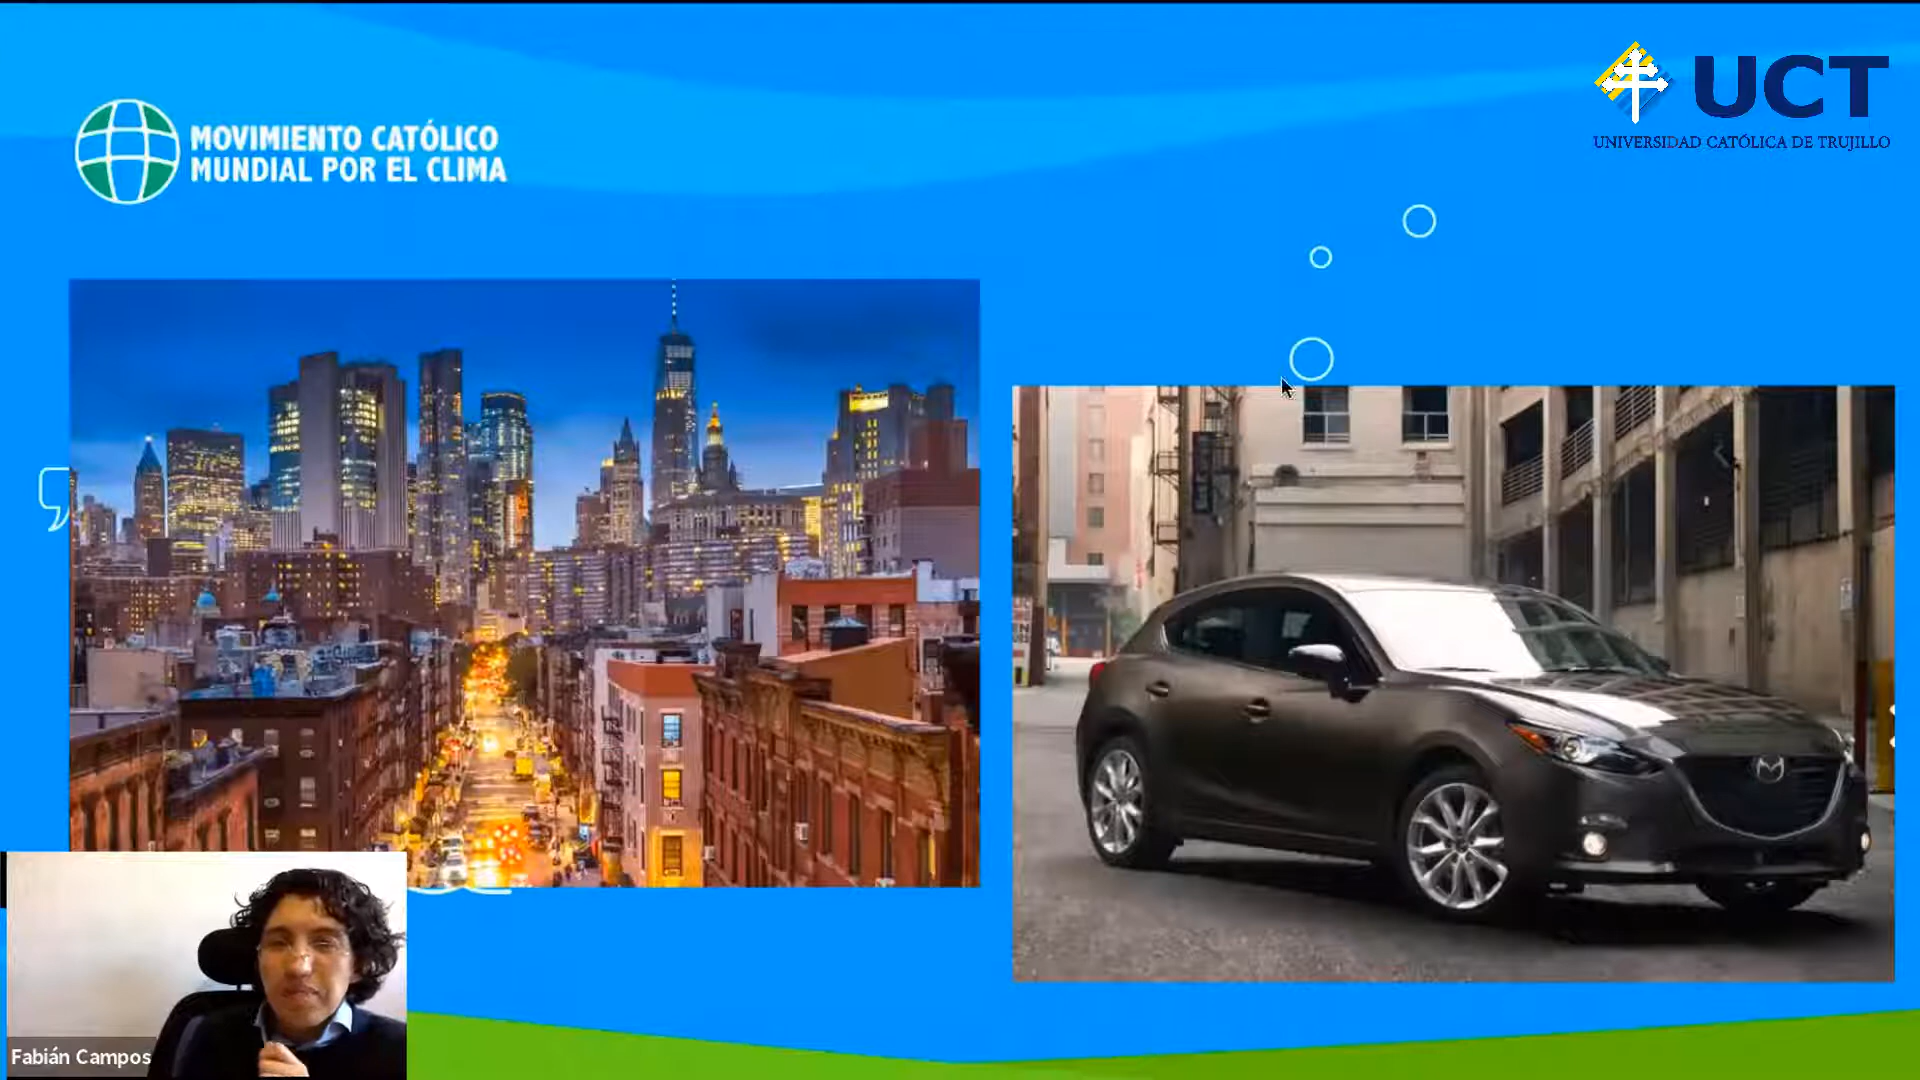 MOVIMIENTO CATÓLICO
MUNDIAL POR EL CLIMA
UCT
UNIVERSIDAD CATÓLICA DE TRUJILLO
Fabián Campos